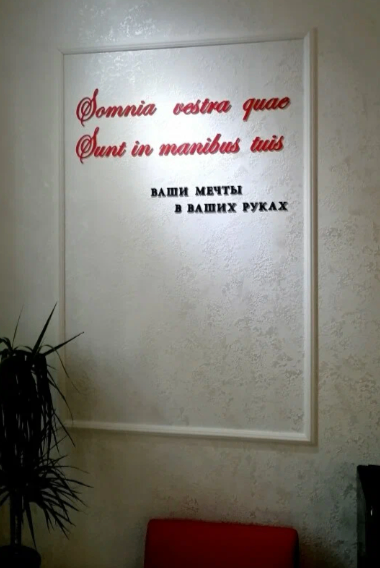 Somnia vestra quae
Sunt in manibus tuis
ВАШИ МЕЧТЫ
В ВАШИХ РУКАХ